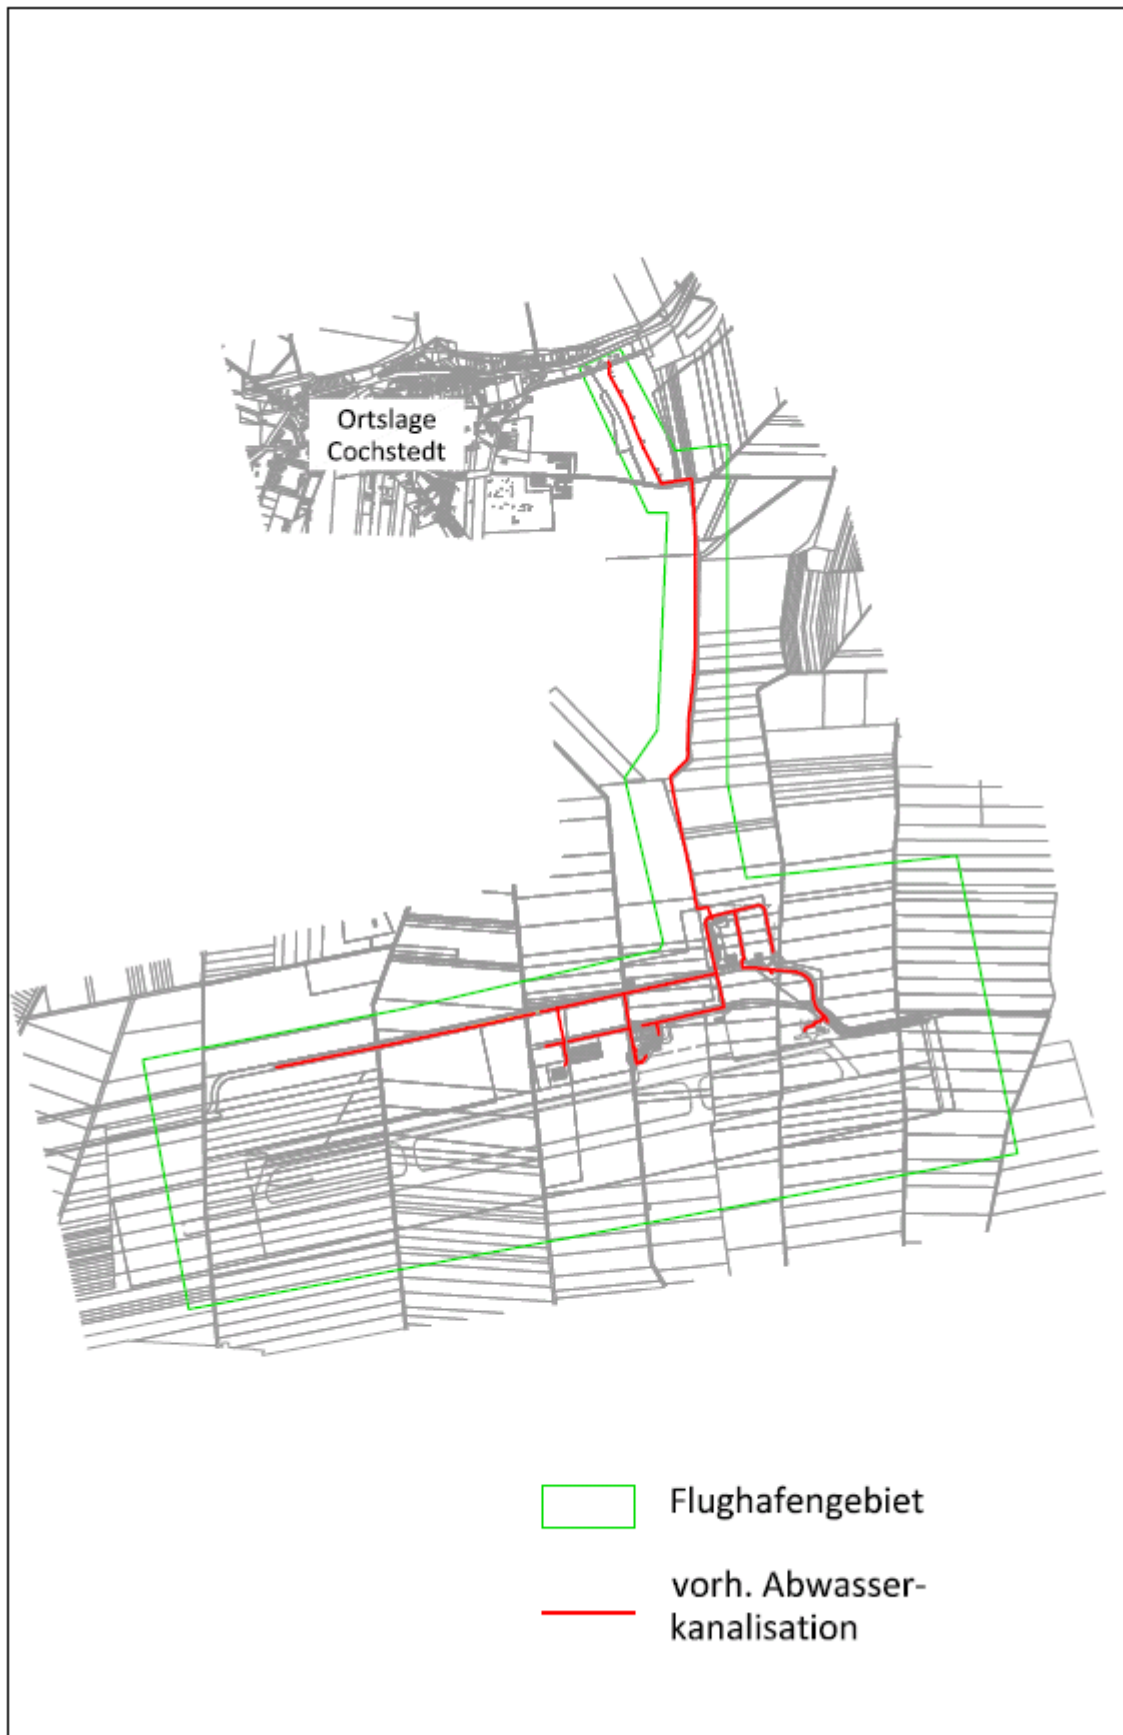 Ortslage
Cochstedt
Flughafengebiet
vorh. Abwasser-
kanalisation